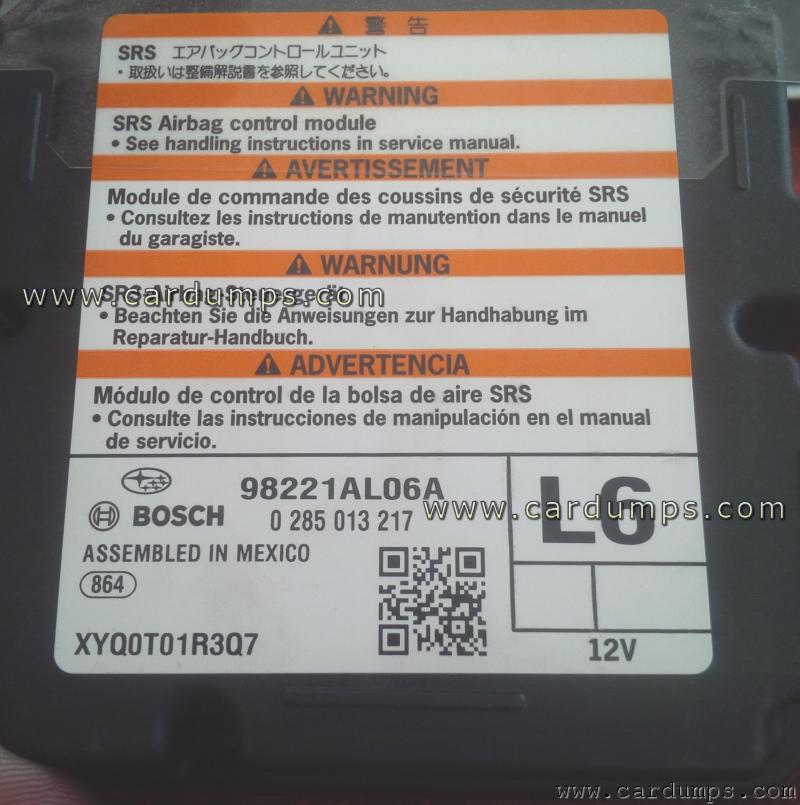 警告
SRS エアバッグコントロールユニット
・取扱いは整備解説書を参照してください。
WARNING
SRS Airbag control module
• See handling instructions in service manual.
AVERTISSEMENT
Module de commande des coussins de sécurité SRS
• Consultez les instructions de manutention dans le manuel
du garagiste.
WARNUNG
SRS-Airbag-Steuergerät
www.cardumps.com
• Beachten Sie die Anweisungen zur Handhabung im
Reparatur-Handbuch.
ADVERTENCIA
Módulo de control de la bolsa de aire SRS
• Consulte las instrucciones de manipulación en el manual
de servicio.
98221AL06A
L6
BOSCH
0 285 013 217
www.cardumps.com
ASSEMBLED IN MEXICO
864
XYQ0T01R3Q7
12V
www.cardumps.com